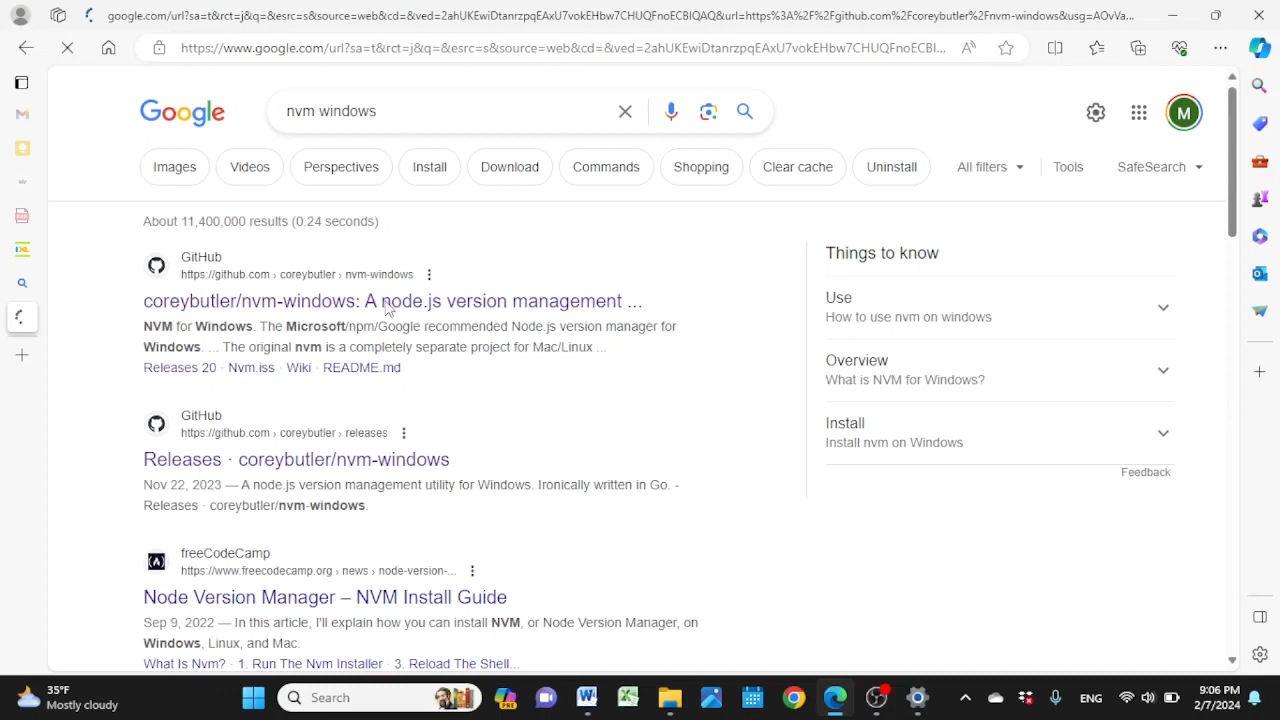 google.com/url?sa=t&rct=j&q=&esrc=s&source=web&cd=&ved=2ahUKEwiDtanrzpqEAxU7vokEHbw7CHUQFnoECBIQAQ&url=https%3A%2F%2Fgithub.com%2Fcoreybutler%2Fnvm-windows&usg=AOvVa...
https://www.google.com/url?sa=t&rct=j&q=&esrc=s&source=web&cd=&ved=2ahUKEwiDtanrzpqEAxU7vokEHbw7CHUQFnoECBI...
Google
nvm windows
M
Images
Videos
Perspectives
Install
Download
Commands
Shopping
Clear cache
Uninstall
All filters
Tools
SafeSearch
About 11,400,000 results (0.24 seconds)
GitHub
https://github.com › coreybutler › nvm-windows
coreybutler/nvm-windows: A node.js version management ...
NVM for Windows. The Microsoft/npm/Google recommended Node.js version manager for
Windows. ... The original nvm is a completely separate project for Mac/Linux ...
Releases 20 · Nvm.iss · Wiki · README.md
GitHub
https://github.com › coreybutler › releases
Releases · coreybutler/nvm-windows
Nov 22, 2023 — A node.js version management utility for Windows. Ironically written in Go. -
Releases · coreybutler/nvm-windows.
freeCodeCamp
https://www.freecodecamp.org › news › node-version-...
Node Version Manager – NVM Install Guide
Sep 9, 2022 — In this article, I'll explain how you can install NVM, or Node Version Manager, on
Windows, Linux, and Mac.
What Is Nvm? · 1. Run The Nvm Installer · 3. Reload The Shell...
Things to know
Use
How to use nvm on windows
Overview
What is NVM for Windows?
Install
Install nvm on Windows
Feedback
35°F
Mostly cloudy
Search
PRE
ENG
9:06 PM
2/7/2024